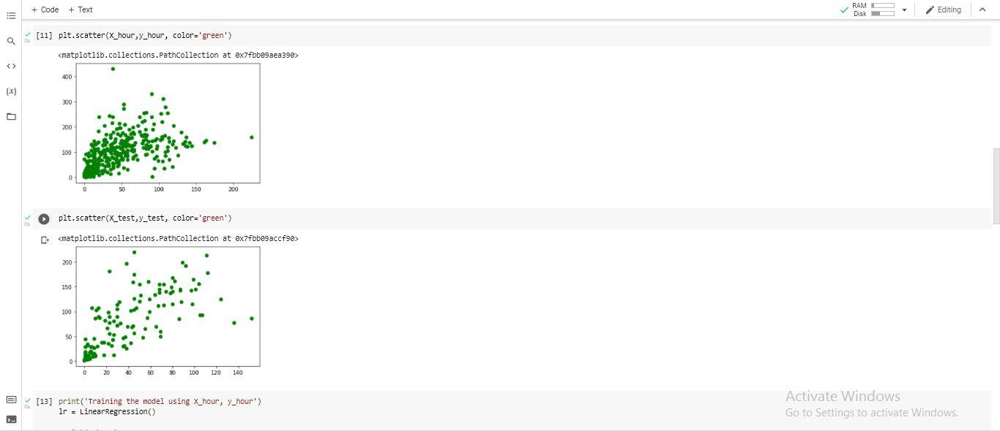 + Code + Text
RAM
Disk
Editing
{x}
[11] plt.scatter(X_hour,y_hour, color='green')
0s
<matplotlib.collections.PathCollection at 0x7fbb09aea390>
400
300
200
100
0
0 50 100 150 200
plt.scatter(X_test,y_test, color='green')
0s
<matplotlib.collections.PathCollection at 0x7fbb09accf90>
200
150
100
50
0
0 20 40 60 80 100 120 140
[13] print('Training the model using X_hour, y_hour')
0s
lr = LinearRegression()
Activate Windows
Go to Settings to activate Windows.